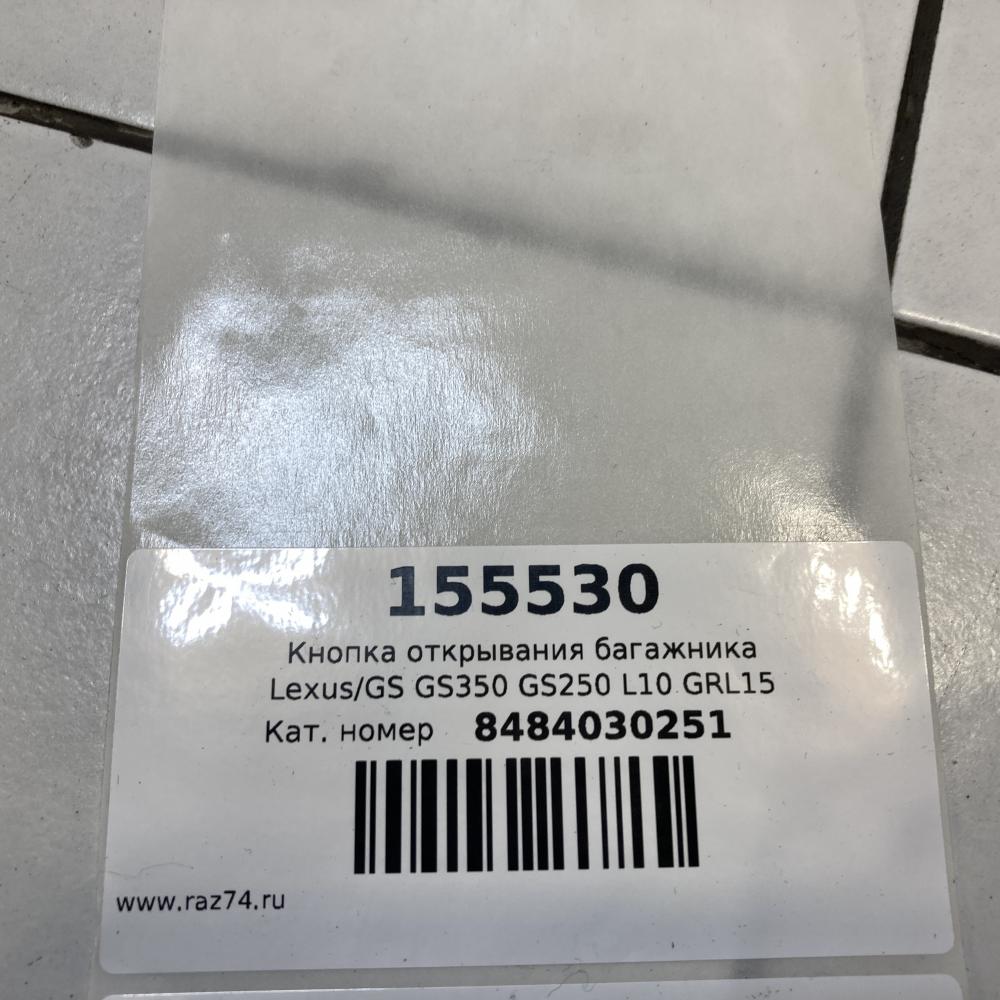 155530
Кнопка открывания багажника
Lexus/GS GS350 GS250 L10 GRL15
Кат. номер 8484030251
www.raz74.ru